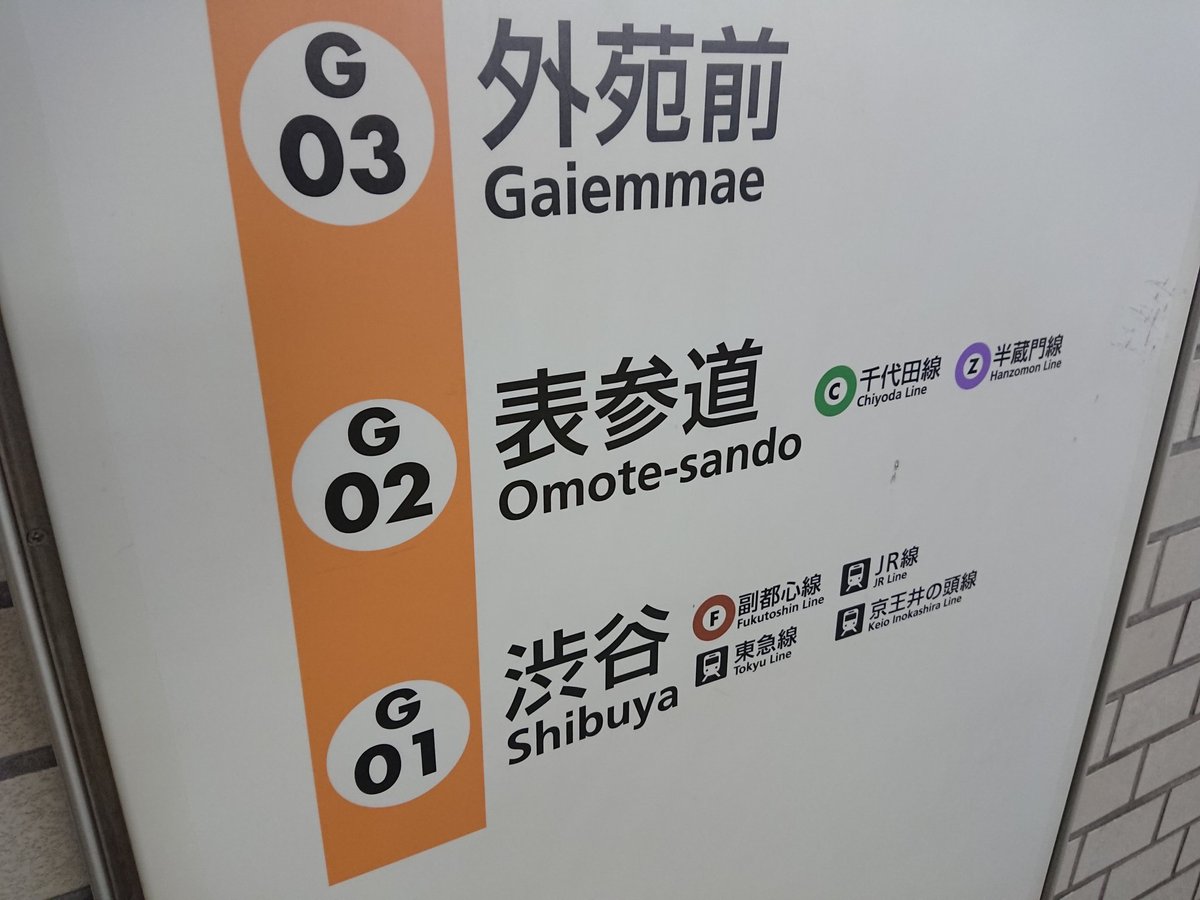 G
03
外苑前
Gaiemmae
G
02
表参道
Omote-sando
C 千代田線
Chiyoda Line
Z 半蔵門線
Hanzomon Line
G
01
渋谷
Shibuya
F 副都心線
Fukutoshin Line
JR線
JR Line
東急線
Tokyu Line
京王井の頭線
Keio Inokashira Line